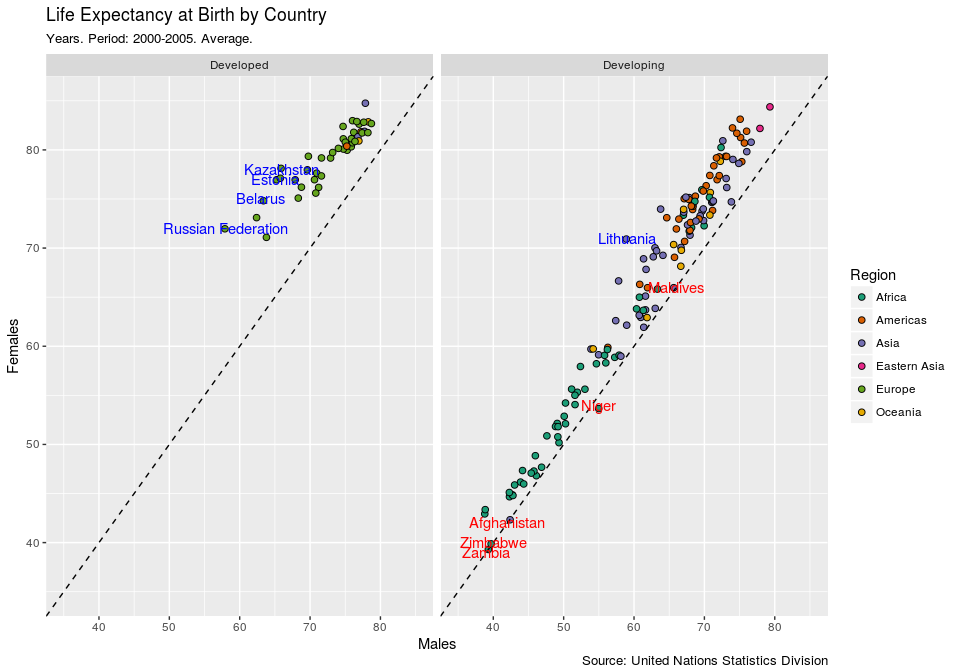 Life Expectancy at Birth by Country
Years. Period: 2000-2005. Average.
Developed
Developing
Females
80
70
60
50
40
Kazakhstan
Estonia
Belarus
Russian Federation
Lithuania
Maldives
Niger
Afghanistan
Zimbabwe
Zambia
Region
Africa
Americas
Asia
Eastern Asia
Europe
Oceania
40 50 60 70 80
40 50 60 70 80
Males
Source: United Nations Statistics Division